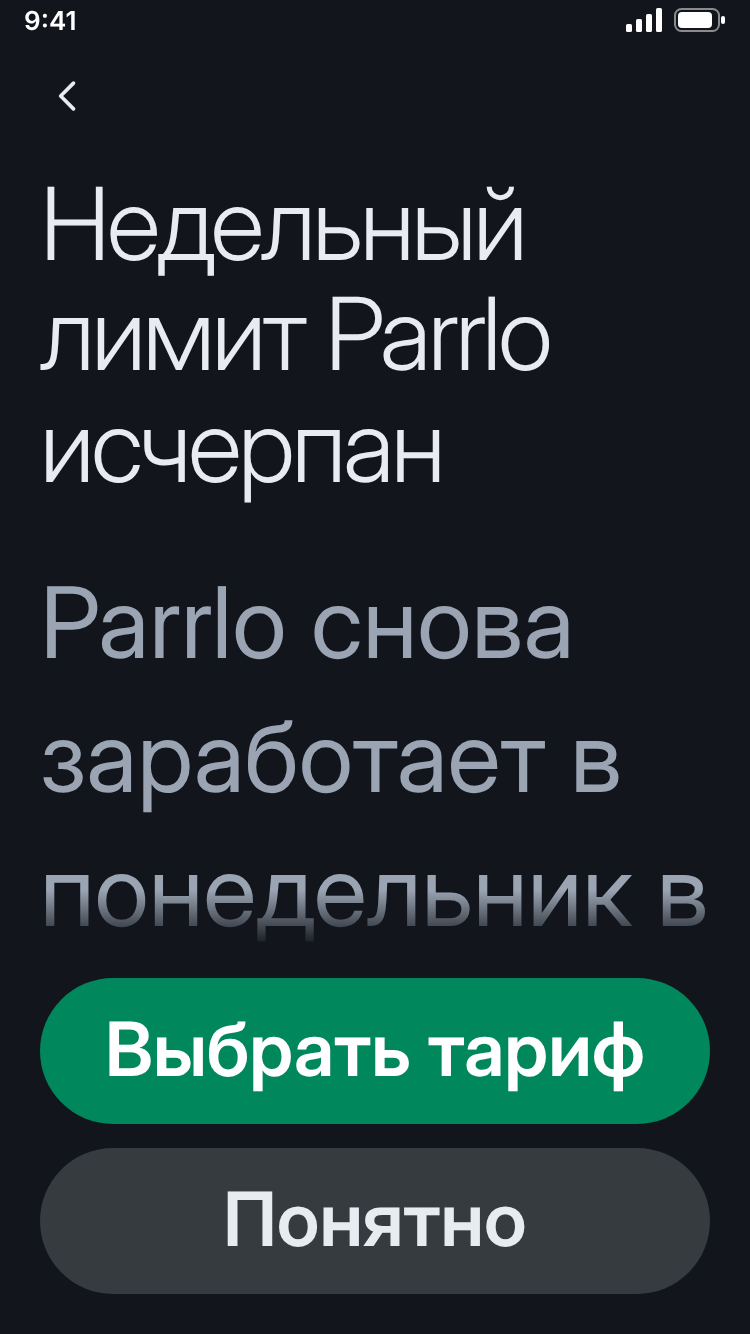 9:41
Недельный
лимит Parrlo
исчерпан
Parrlo снова
заработает в
понедельник в
Выбрать тариф
Понятно